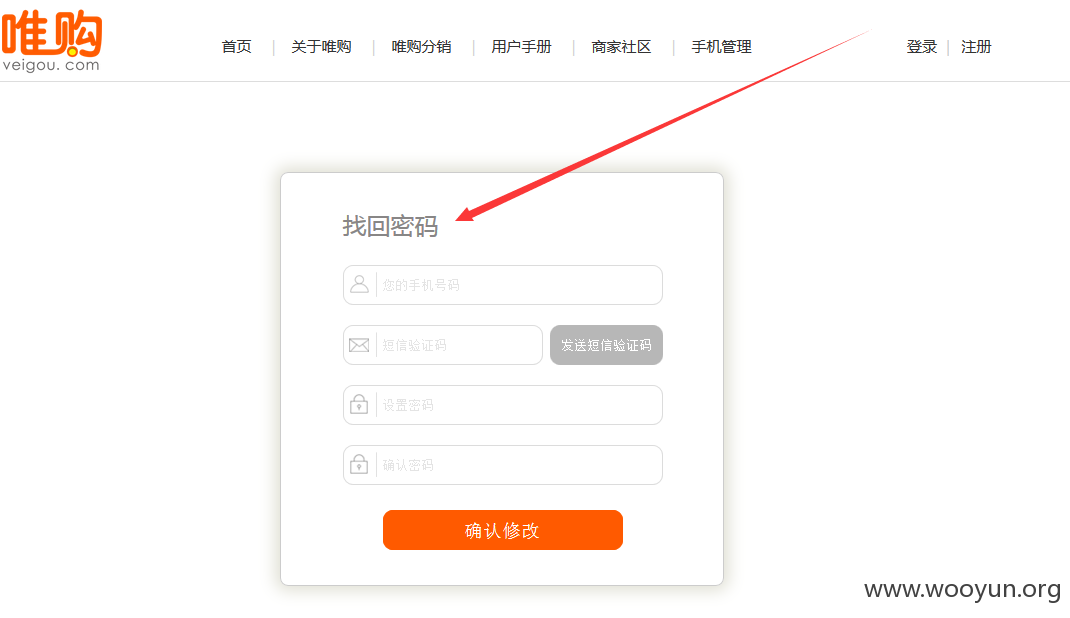 唯购
veigou. com
首页 | 关于唯购 | 唯购分销 | 用户手册 | 商家社区 | 手机管理
登录 | 注册
找回密码
您的手机号码
短信验证码 发送短信验证码
设置密码
确认密码
确认修改
www.wooyun.org